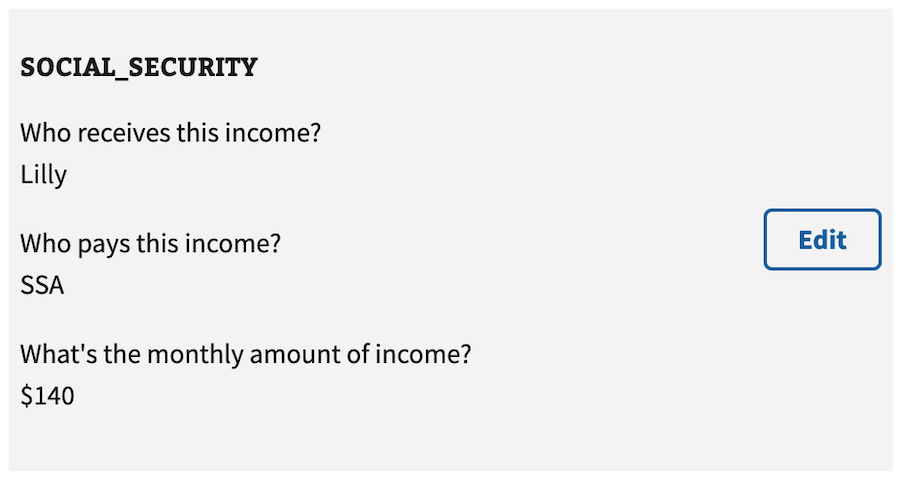 SOCIAL_SECURITY
Who receives this income?
Lilly
Who pays this income?
SSA
Edit
What's the monthly amount of income?
$140